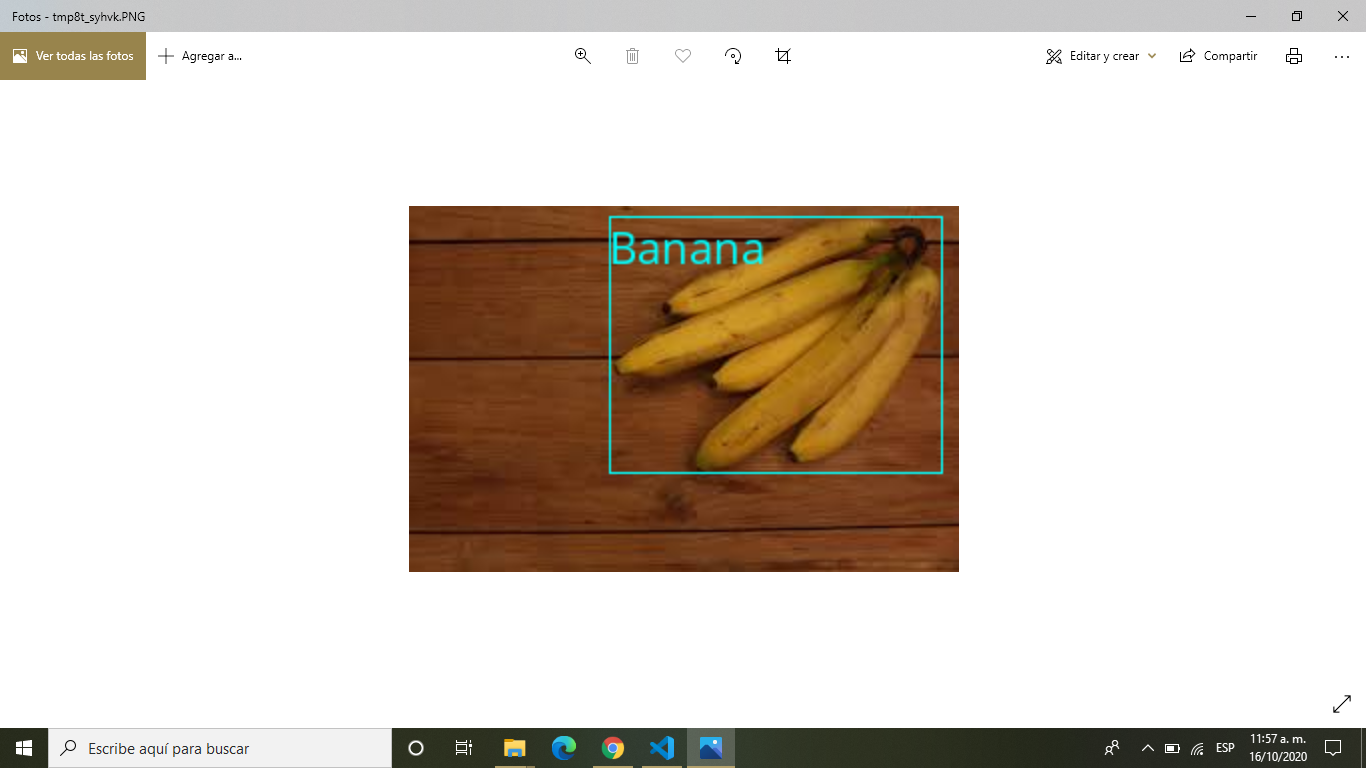 Fotos - tmp8t_syhvk.PNG
Ver todas las fotos
Agregar a...
Editar y crear
Compartir
Banana
Escribe aquí para buscar
ESP
11:57 a. m.
16/10/2020